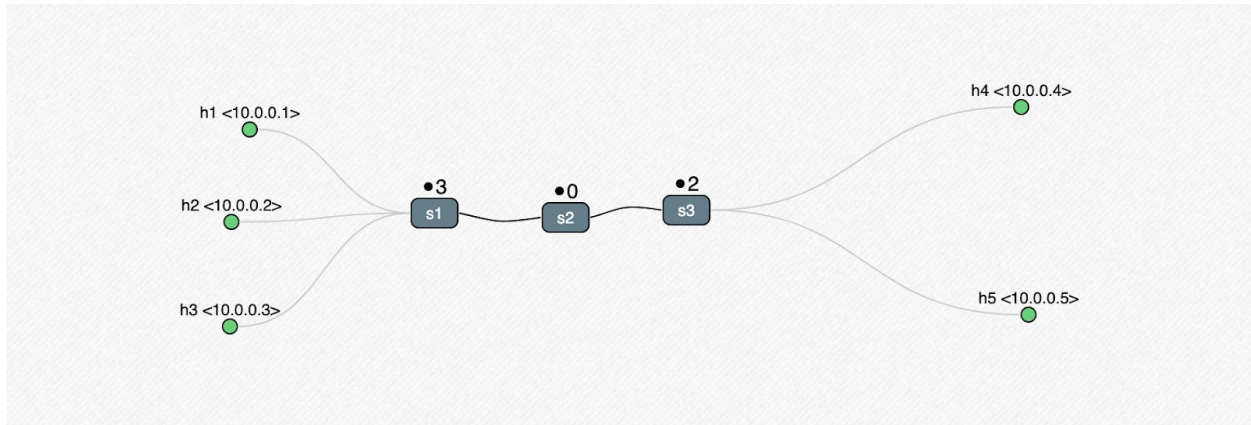 h1 <10.0.0.1>
h2 <10.0.0.2>
h3 <10.0.0.3>
•3
s1
•0
s2
•2
s3
h4 <10.0.0.4>
h5 <10.0.0.5>